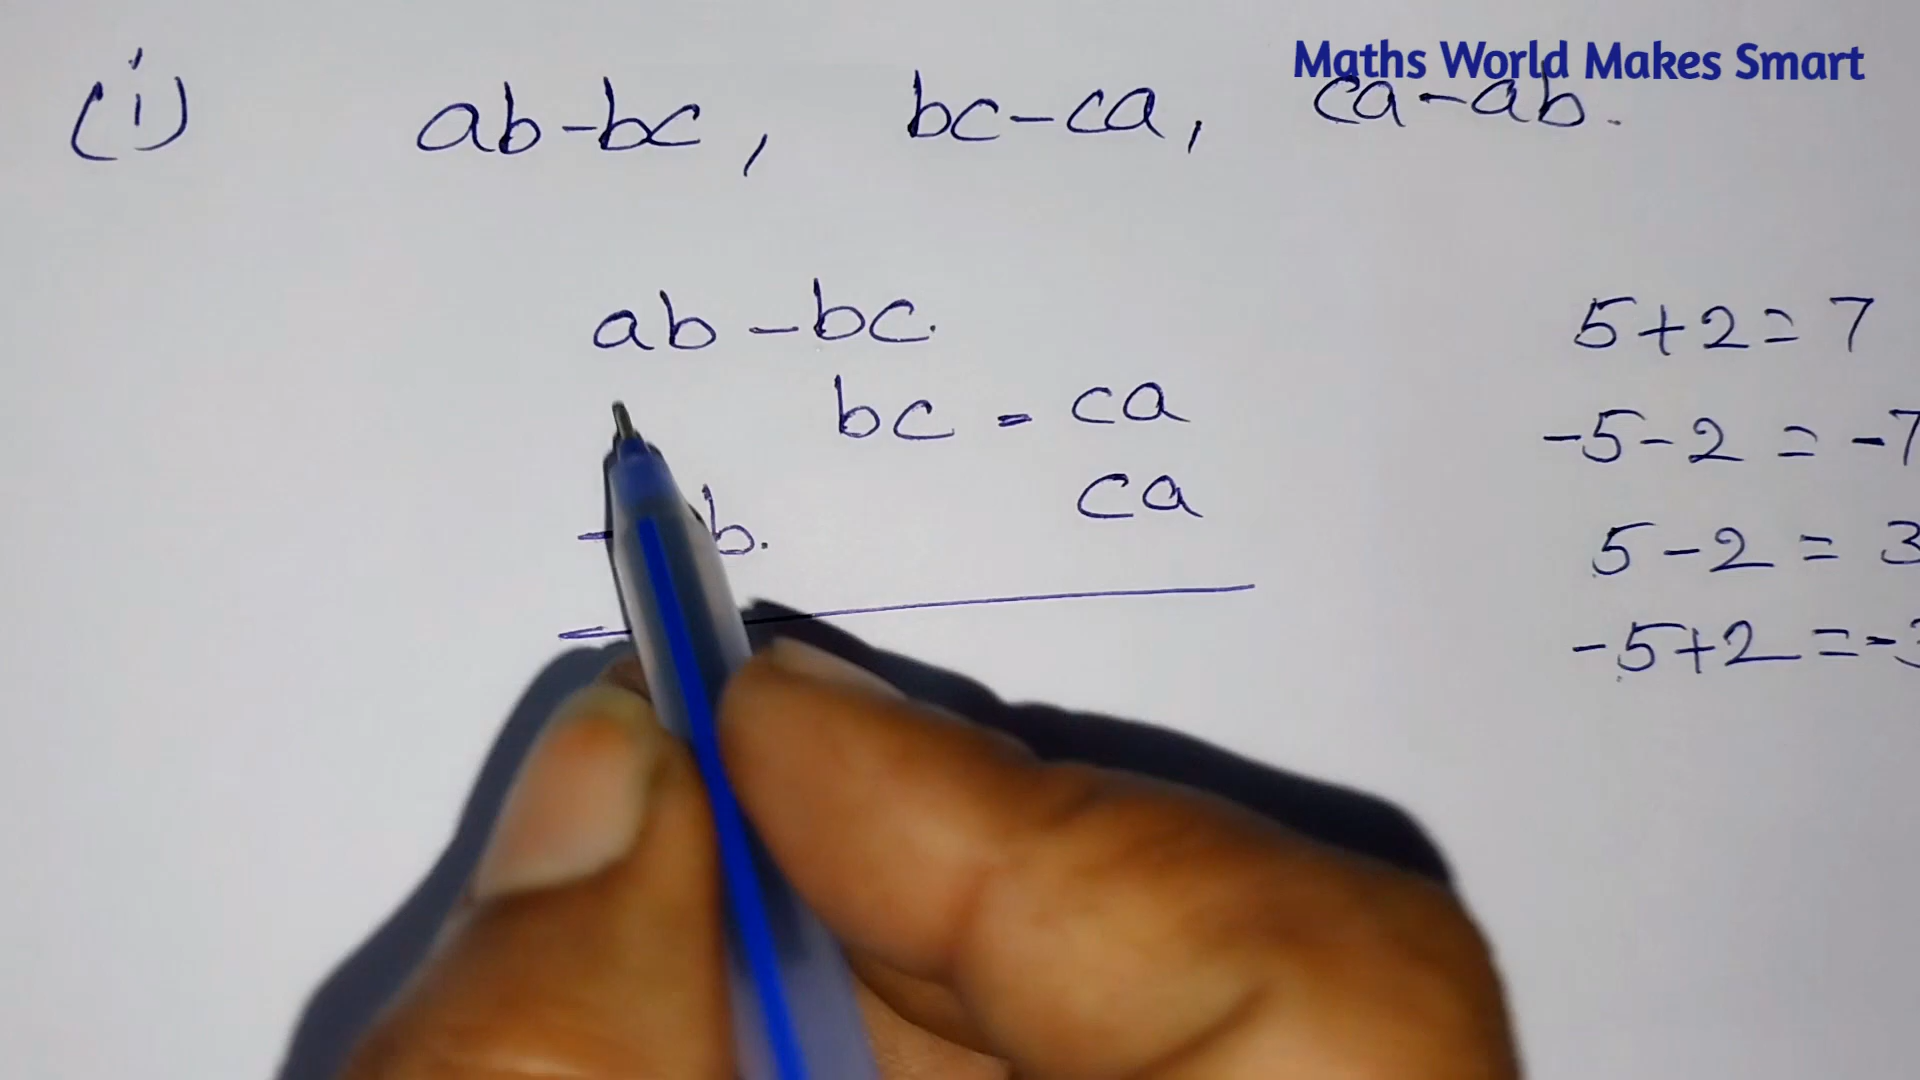 Maths World Makes Smart
(i) ab-bc, bc-ca, ca-ab.
ab-bc.
bc - ca
- b. ca
5+2=7
-5-2=-7
5-2=3
-5+2=-3